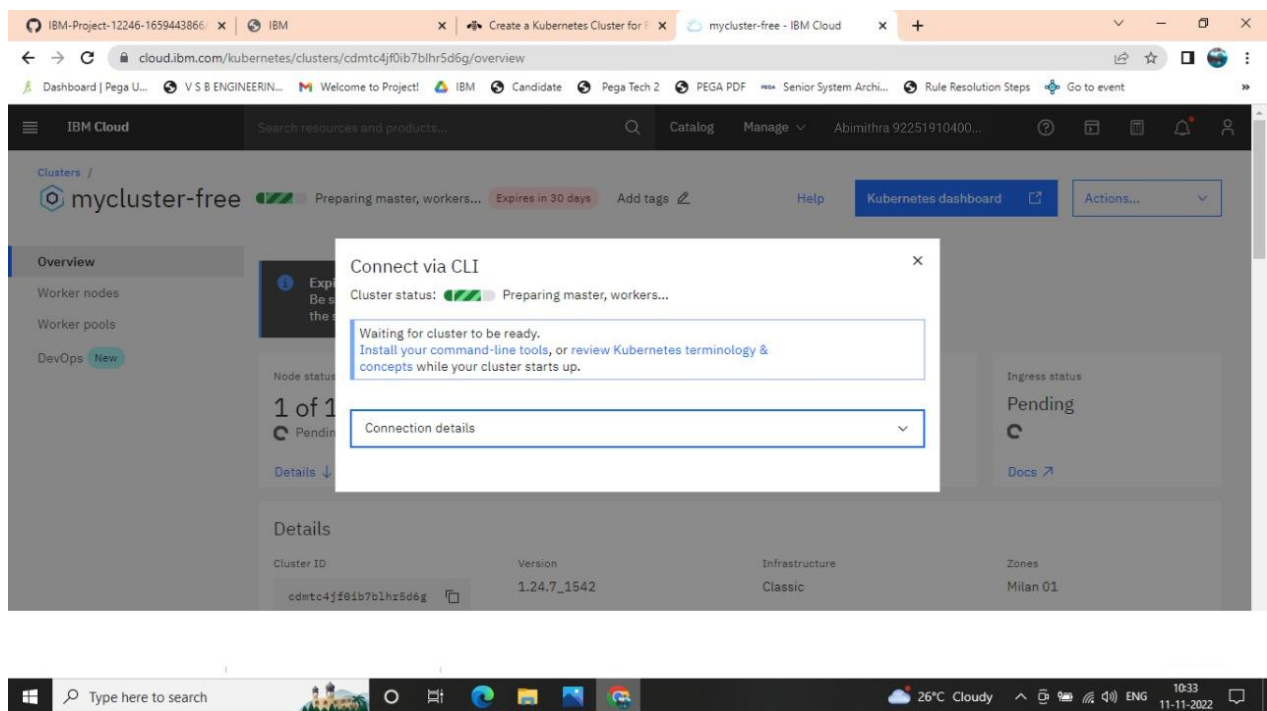 IBM-Project-12246-1659443866/
IBM
Create a Kubernetes Cluster for F
mycluster-free - IBM Cloud
cloud.ibm.com/kubernetes/clusters/cdmtc4jf0ib7blhr5d6g/overview
Dashboard | Pega U...
V S B ENGINEERIN...
Welcome to Project!
IBM
Candidate
Pega Tech 2
PEGA PDF
Senior System Archi...
Rule Resolution Steps
Go to event
»
IBM Cloud
Search resources and products...
Catalog
Manage
Abimithra 92251910400...
Clusters /
mycluster-free
Preparing master, workers...
Expires in 30 days
Add tags
Help
Kubernetes dashboard
Actions...
Overview
Worker nodes
Worker pools
DevOps New
Expi
Be s
the s
Connect via CLI
Cluster status: Preparing master, workers...
Waiting for cluster to be ready.
Install your command-line tools, or review Kubernetes terminology &
concepts while your cluster starts up.
Connection details
Node status
1 of 1
Pendin
Details ↓
Ingress status
Pending
Docs
Details
Cluster ID
cdmtc4jf0ib7blhr5d6g
Version
1.24.7_1542
Infrastructure
Classic
Zones
Milan 01
Type here to search
26°C Cloudy
ENG
10:33
11-11-2022